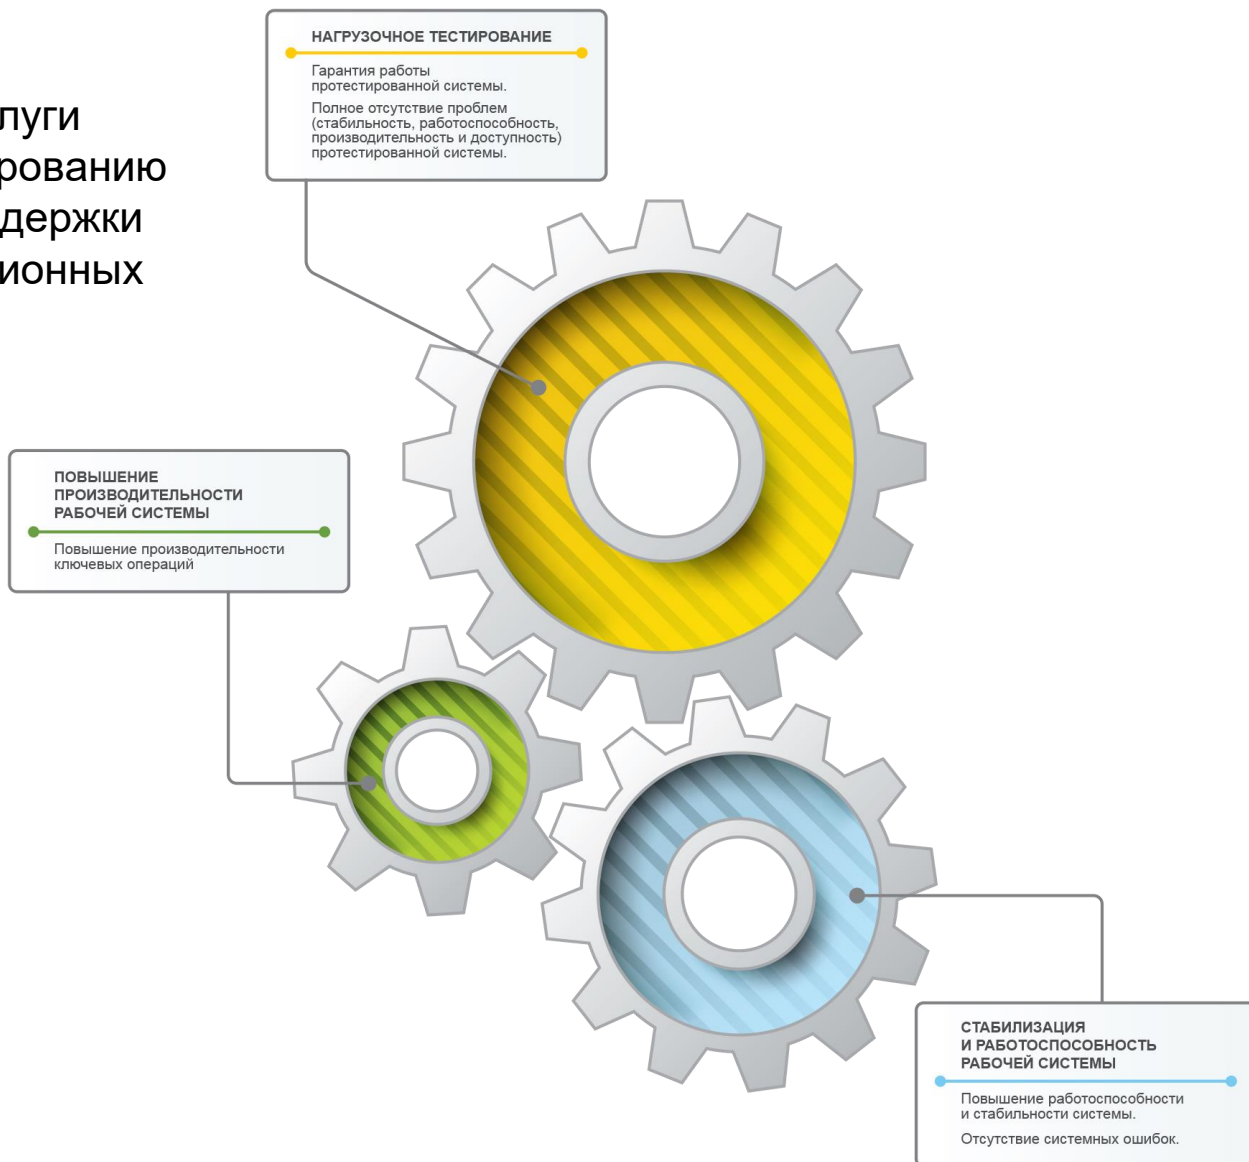 НАГРУЗОЧНОЕ ТЕСТИРОВАНИЕ
Гарантия работы
протестированной системы.
Полное отсутствие проблем
(стабильность, работоспособность,
производительность и доступность)
протестированной системы.
луги
рованию
держки
ионных
ПОВЫШЕНИЕ
ПРОИЗВОДИТЕЛЬНОСТИ
РАБОЧЕЙ СИСТЕМЫ
Повышение производительности
ключевых операций
СТАБИЛИЗАЦИЯ
И РАБОТОСПОСОБНОСТЬ
РАБОЧЕЙ СИСТЕМЫ
Повышение работоспособности
и стабильности системы.
Отсутствие системных ошибок.